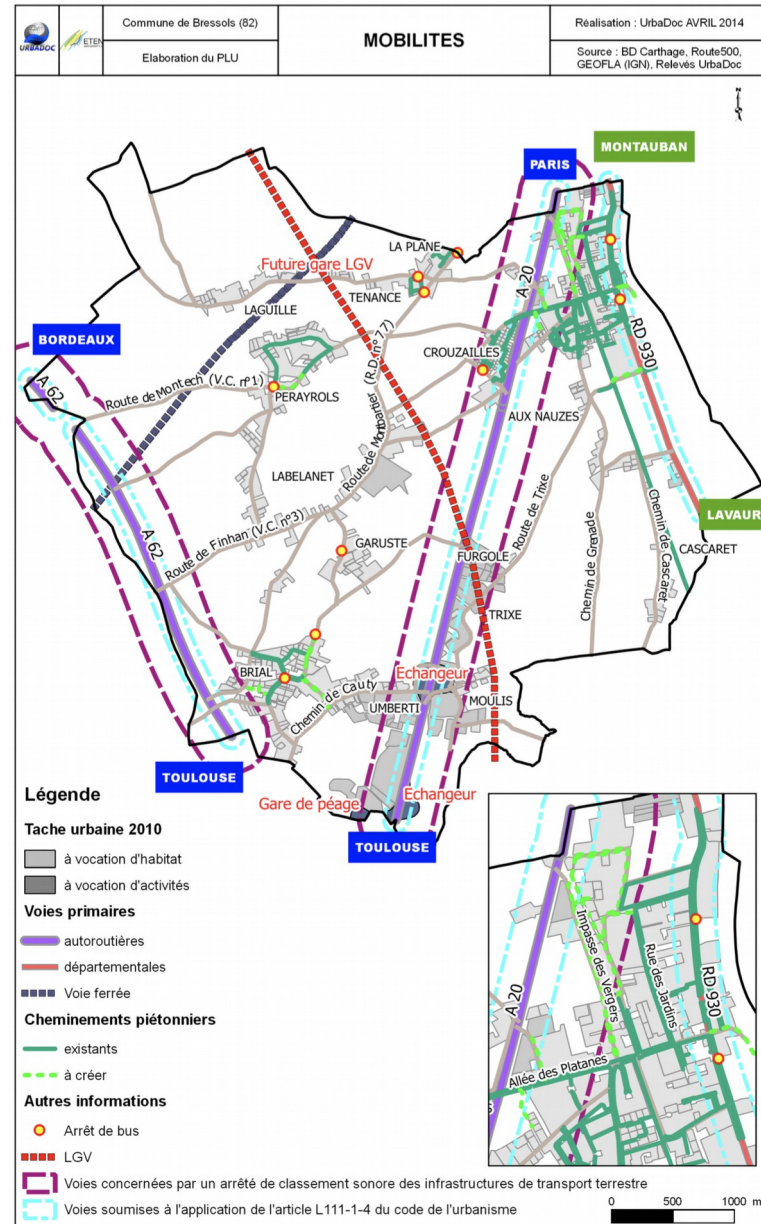 URBADOC
ETEN
Commune de Bressols (82)
Elaboration du PLU
MOBILITES
Réalisation : UrbaDoc AVRIL 2014
Source : BD Carthage, Route500,
GEOFLA (IGN), Relevés UrbaDoc
N
MONTAUBAN
PARIS
LA PLANE
Future gare LGV
TENANCE
LAGUILLE
A 20
RD 930
BORDEAUX
A 62
Route de Montech (V.C. n°1)
PERAYROLS
CROUZAILLES
Route de Montbartier (R.D. n°77)
AUX NAUZES
LABELANET
Route de Finhan (V.C. n°3)
A 62
GARUSTE
FURGOLE
Route de Trixe
Chemin de Grenade
Chemin de Cascaret
LAVAUR
CASCARET
TRIXE
BRIAL
Chemin de Cauty
Echangeur
UMBERTI
MOULIS
TOULOUSE
Gare de péage
Echangeur
TOULOUSE
Légende
Tache urbaine 2010
à vocation d'habitat
à vocation d'activités
Voies primaires
autoroutières
départementales
Voie ferrée
Cheminements piétonniers
existants
à créer
Autres informations
Arrêt de bus
LGV
Voies concernées par un arrêté de classement sonore des infrastructures de transport terrestre
Voies soumises à l'application de l'article L111-1-4 du code de l'urbanisme
A 20
Impasse des Vergers
Rue des Jardins
RD 930
Allée des Platanes
0 500 1000 m